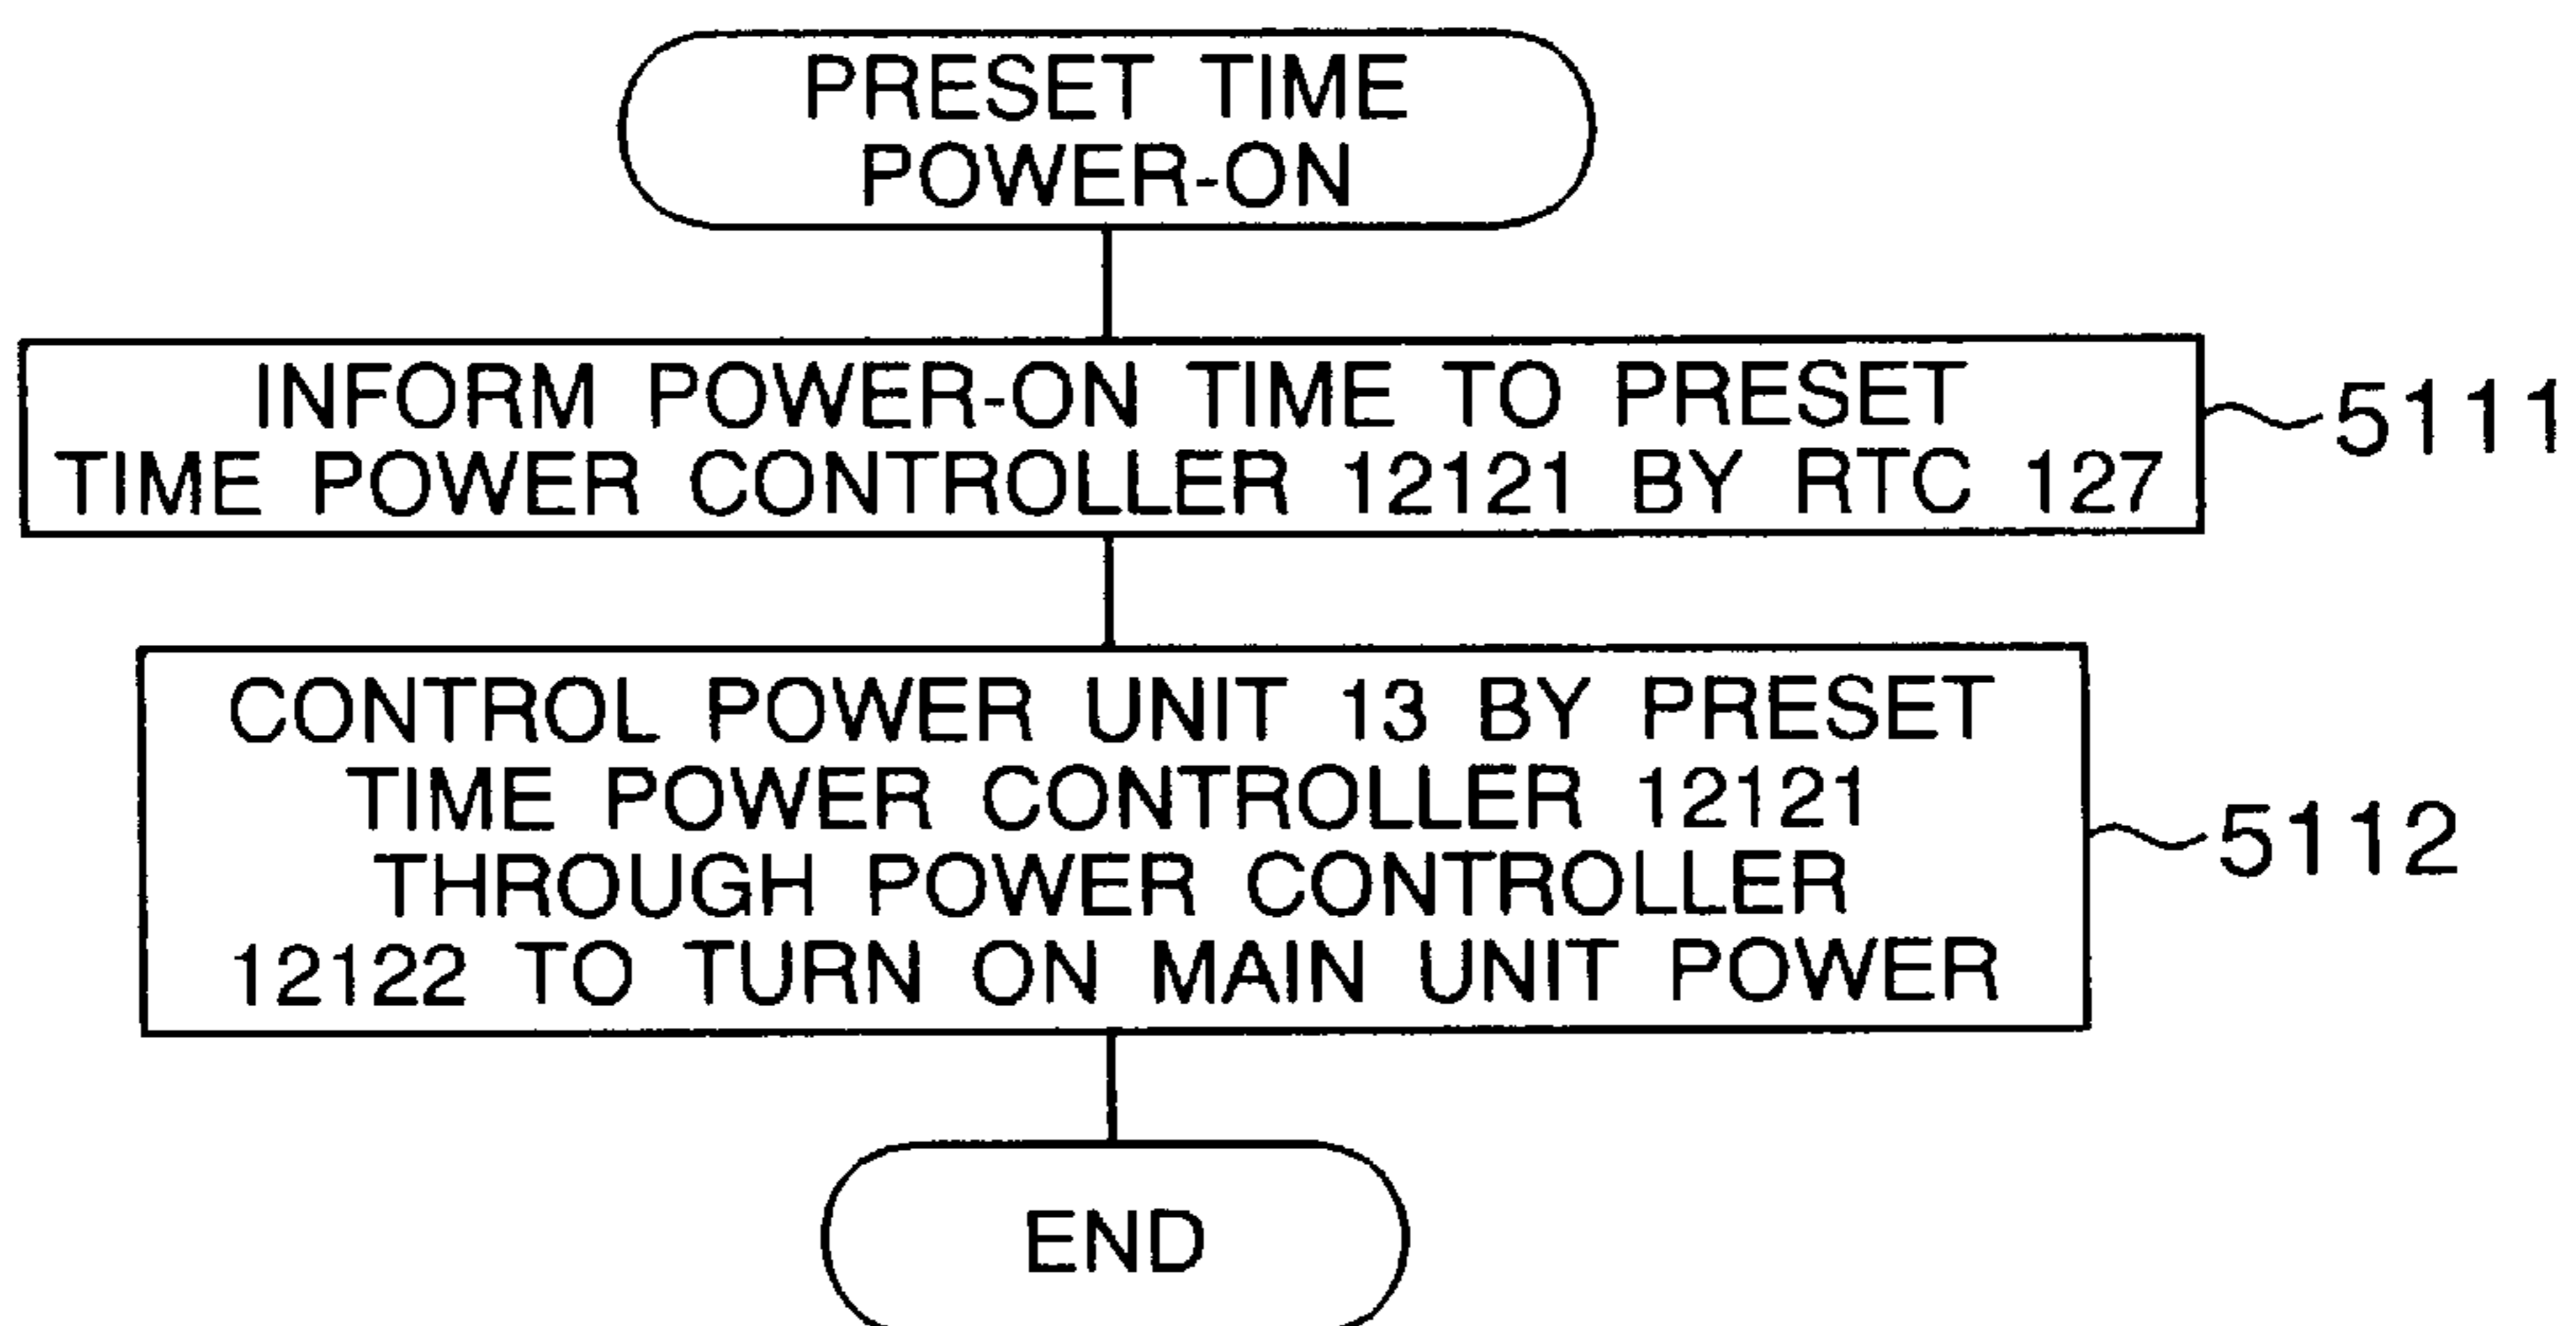 PRESET TIME
POWER-ON
INFORM POWER-ON TIME TO PRESET
TIME POWER CONTROLLER 12121 BY RTC 127
5111
CONTROL POWER UNIT 13 BY PRESET
TIME POWER CONTROLLER 12121
THROUGH POWER CONTROLLER
12122 TO TURN ON MAIN UNIT POWER
5112
END